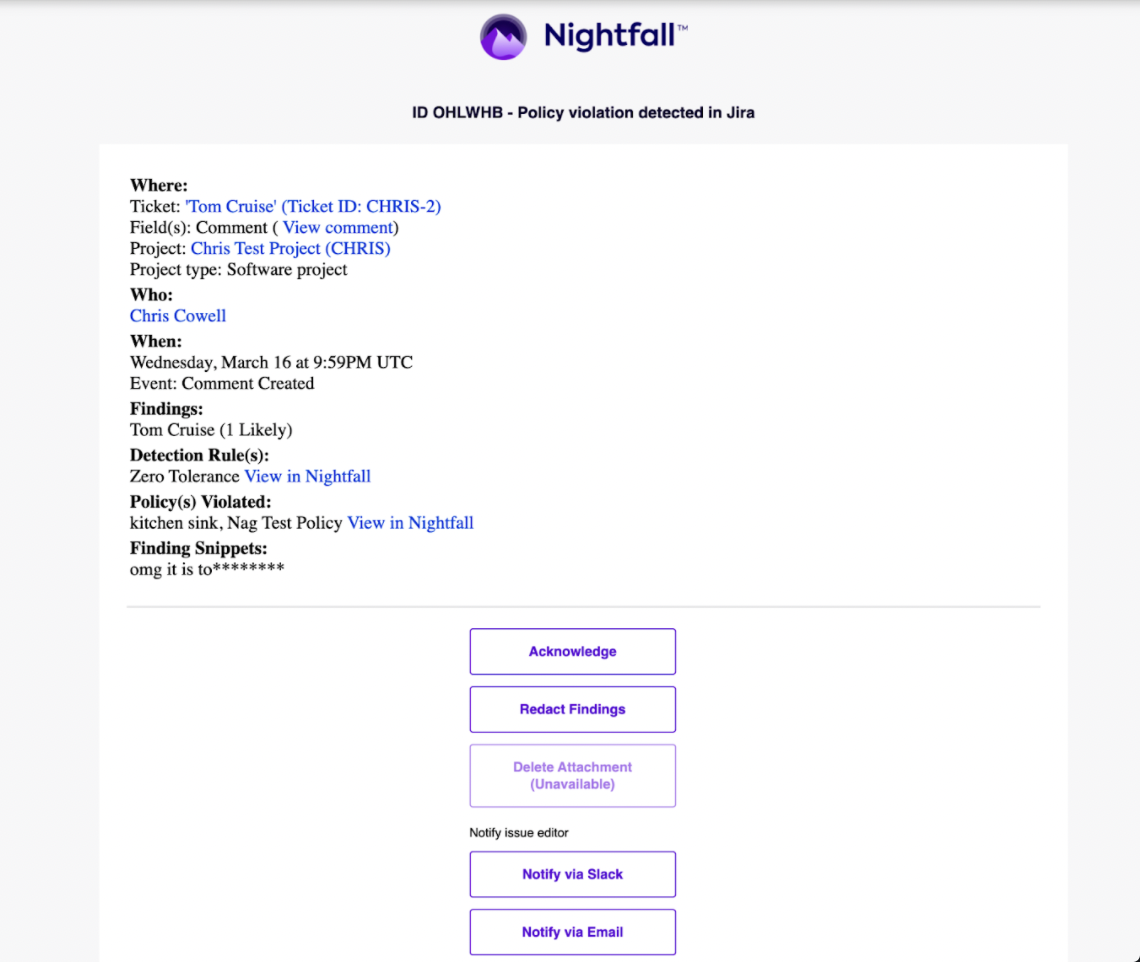 Nightfall™
ID OHLWHB - Policy violation detected in Jira
Where:
Ticket: 'Tom Cruise' (Ticket ID: CHRIS-2)
Field(s): Comment ( View comment)
Project: Chris Test Project (CHRIS)
Project type: Software project
Who:
Chris Cowell
When:
Wednesday, March 16 at 9:59PM UTC
Event: Comment Created
Findings:
Tom Cruise (1 Likely)
Detection Rule(s):
Zero Tolerance View in Nightfall
Policy(s) Violated:
kitchen sink, Nag Test Policy View in Nightfall
Finding Snippets:
omg it is to********
Acknowledge
Redact Findings
Delete Attachment
(Unavailable)
Notify issue editor
Notify via Slack
Notify via Email